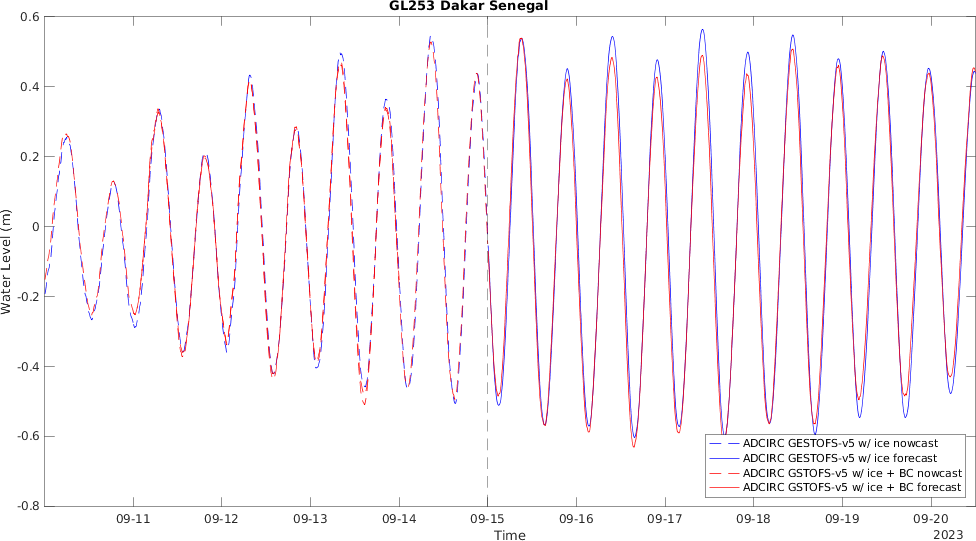 GL253 Dakar Senegal
0.6
0.4
0.2
0
-0.2
-0.4
-0.6
-0.8
Water Level (m)
ADCIRC GESTOFS-v5 w/ ice nowcast
ADCIRC GESTOFS-v5 w/ ice forecast
ADCIRC GSTOFS-v5 w/ ice + BC nowcast
ADCIRC GSTOFS-v5 w/ ice + BC forecast
09-11 09-12 09-13 09-14 09-15 09-16 09-17 09-18 09-19 09-20
Time
2023